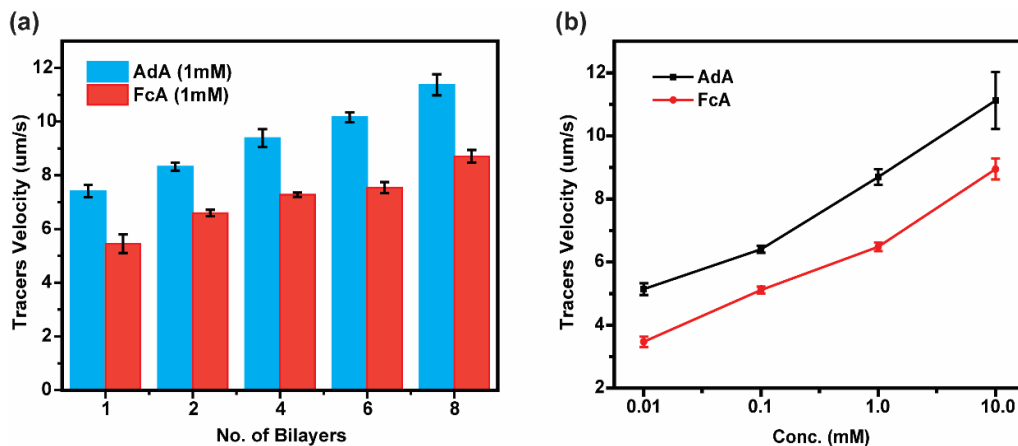 (a)
Tracers Velocity (um/s)
12
10
8
6
4
2
0
AdA (1mM)
FcA (1mM)
1 2 4 6 8
No. of Bilayers
(b)
Tracers Velocity (um/s)
12
10
8
6
4
2
AdA
FcA
0.01 0.1 1.0 10.0
Conc. (mM)